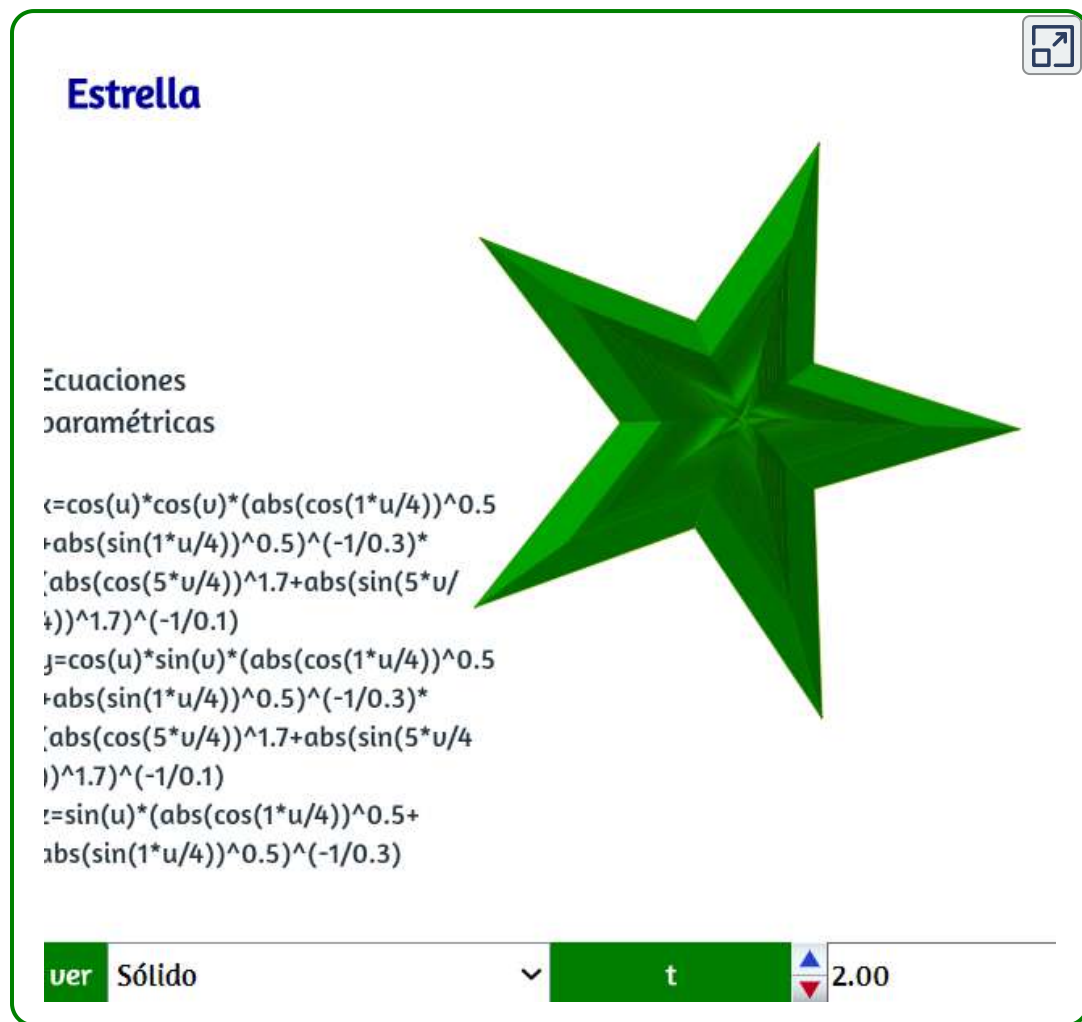 Estrella
Ecuaciones
paramétricas
x=cos(u)*cos(v)*(abs(cos(1*u/4))^0.5
+abs(sin(1*u/4))^0.5)^(-1/0.3)*
(abs(cos(5*v/4))^1.7+abs(sin(5*v/
4))^1.7)^(-1/0.1)
y=cos(u)*sin(v)*(abs(cos(1*u/4))^0.5
+abs(sin(1*u/4))^0.5)^(-1/0.3)*
(abs(cos(5*v/4))^1.7+abs(sin(5*v/4
))^1.7)^(-1/0.1)
z=sin(u)*(abs(cos(1*u/4))^0.5+
abs(sin(1*u/4))^0.5)^(-1/0.3)
ver Sólido t 2.00